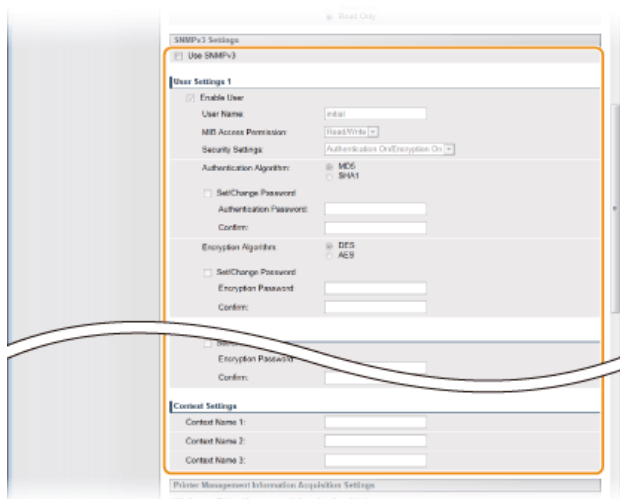 Read Only
SNMPv3 Settings
Use SNMPv3
User Settings 1
Enable User
User Name: initial
MIB Access Permission: Read/Write
Security Settings: Authentication On/Encryption On
Authentication Algorithm: MD5
SHA1
Set/Change Password
Authentication Password:
Confirm:
Encryption Algorithm: DES
AES
Set/Change Password
Encryption Password:
Confirm:
Encryption Password:
Confirm:
Context Settings
Context Name 1:
Context Name 2:
Context Name 3:
Printer Management Information Acquisition Settings